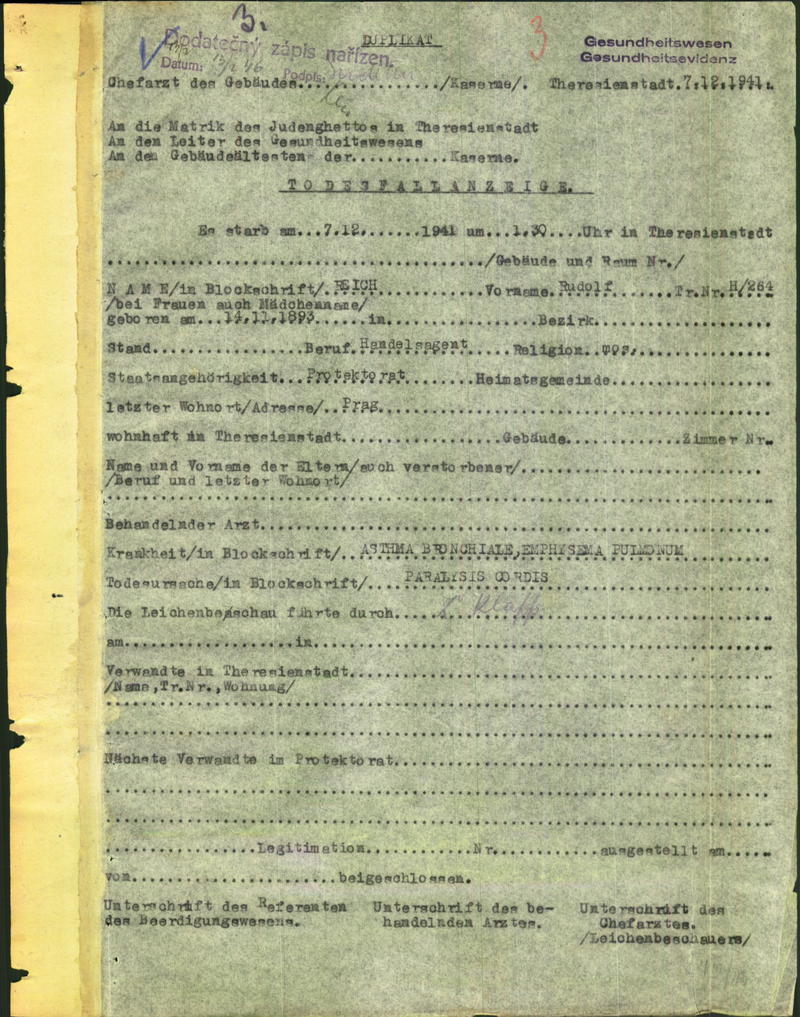 3.
DUPLIKAT
3
Gesundheitswesen
Gesundheitsevidenz
Dodatečný zápis nařízen.
Datum: 13/2 46 Podpis:
Chefarzt des Gebäudes................/Kaserne/. Theresienstadt.7.12.1941.
An die Matrik des Judenghettos in Theresienstadt
An den Leiter des Gesundheitswesens
An den Gebäudeältesten der...........Kaserne.
TODESFALLANZEIGE.
Es starb am...7.12.......1941 um...1.30....Uhr in Theresienstadt
............................................/Gebäude und Raum Nr./
NAME/in Blockschrift/.REICH.............Vorname.Rudolf.......Tr.Nr.H/264
/bei Frauen auch Mädchenname/
geboren am...14.11.1893......in.................Bezirk....................
Stand.................Beruf.Handelsagent....Religion..mos.................
Staatsangehörigkeit...Protektorat........Heimatsgemeinde..................
letzter Wohnort/Adresse/..Prag............................................
wohnhaft in Theresienstadt..................Gebäude.............Zimmer Nr..
Name und Vorname der Eltern/auch verstorbener/............................
/Beruf und letzter Wohnort/
..........................................................................
Behandelnder Arzt.........................................................
Krankheit/in Blockschrift/..ASTHMA BRONCHIALE,EMPHYSEMA PULMONUM..........
Todesursache/in Blockschrift/....PARALYSIS CORDIS.........................
Die Leichenbeschau führte durch...........................................
am...................in...................................................
Verwandte in Theresienstadt...............................................
/Name,Tr.Nr.,Wohnung/
..........................................................................
..........................................................................
Nächste Verwandte im Protektorat..........................................
..........................................................................
..........................................................................
.................Legitimation............Nr............ausgestellt am.....
von.......................beigeschlossen.
Unterschrift des Referenten Unterschrift des be- Unterschrift des
des Beerdigungswesens. handelnden Arztes. Chefarztes.
/Leichenbeschauers/